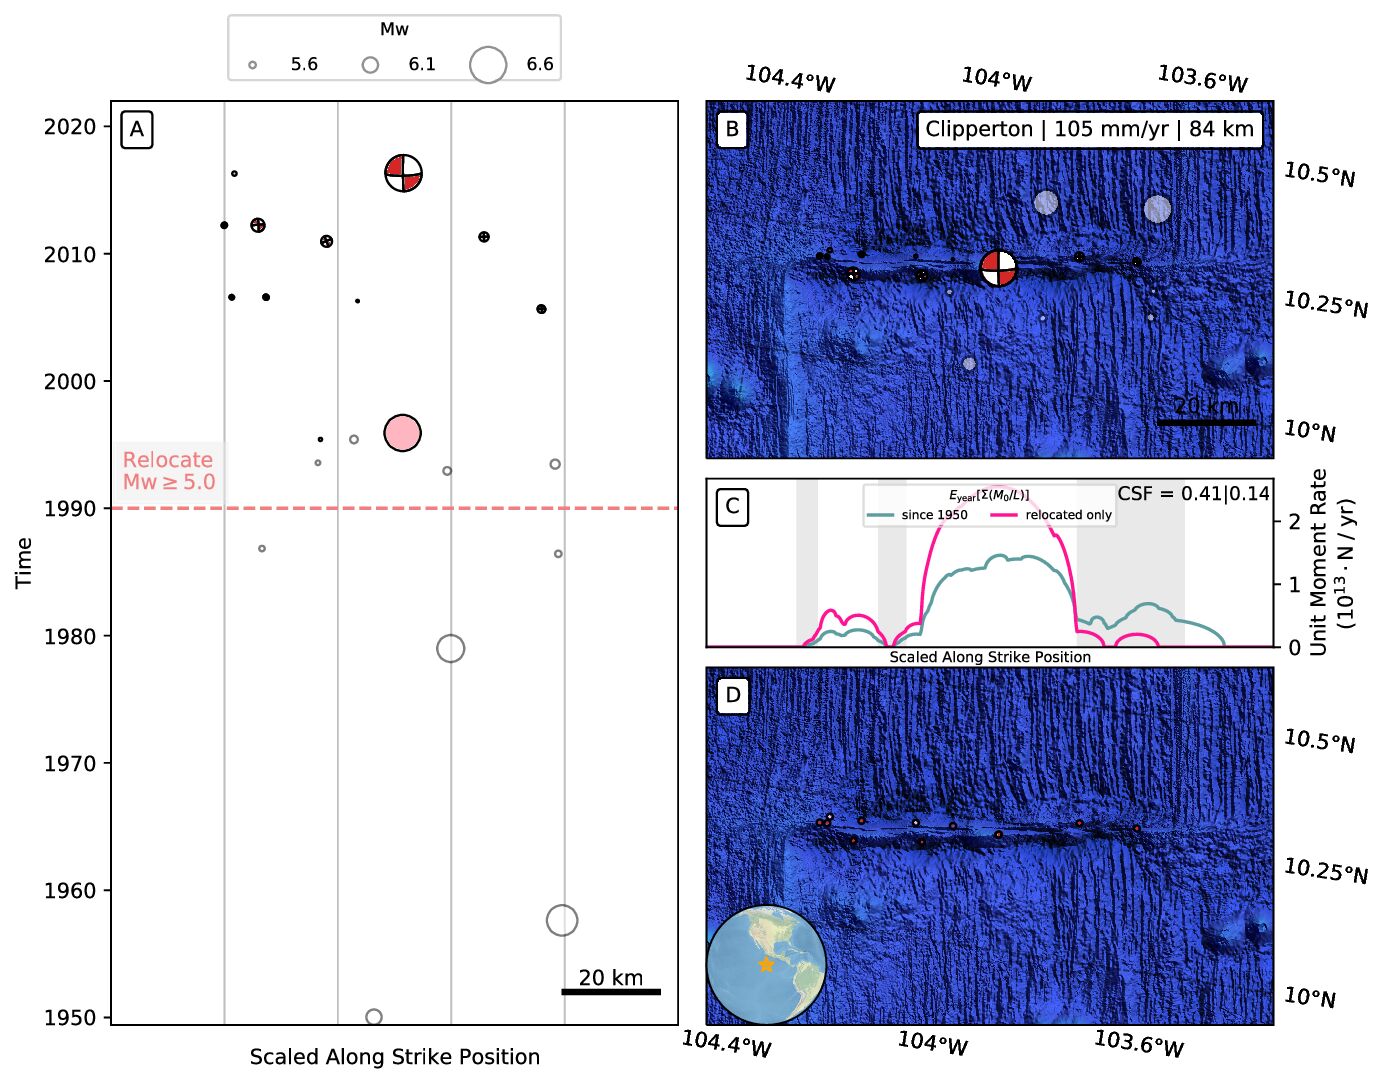 Mw
5.6 6.1 6.6
A
2020
2010
2000
1990
1980
1970
1960
1950
Time
Relocate
Mw ≥ 5.0
20 km
Scaled Along Strike Position
104.4°W 104°W 103.6°W
B
Clipperton | 105 mm/yr | 84 km
10.5°N
10.25°N
10°N
20 km
C
E_year[Σ(M_0/L)]
since 1950 relocated only
CSF = 0.41|0.14
2
1
0
Unit Moment Rate
(10^13 · N / yr)
Scaled Along Strike Position
D
10.5°N
10.25°N
10°N
104.4°W 104°W 103.6°W